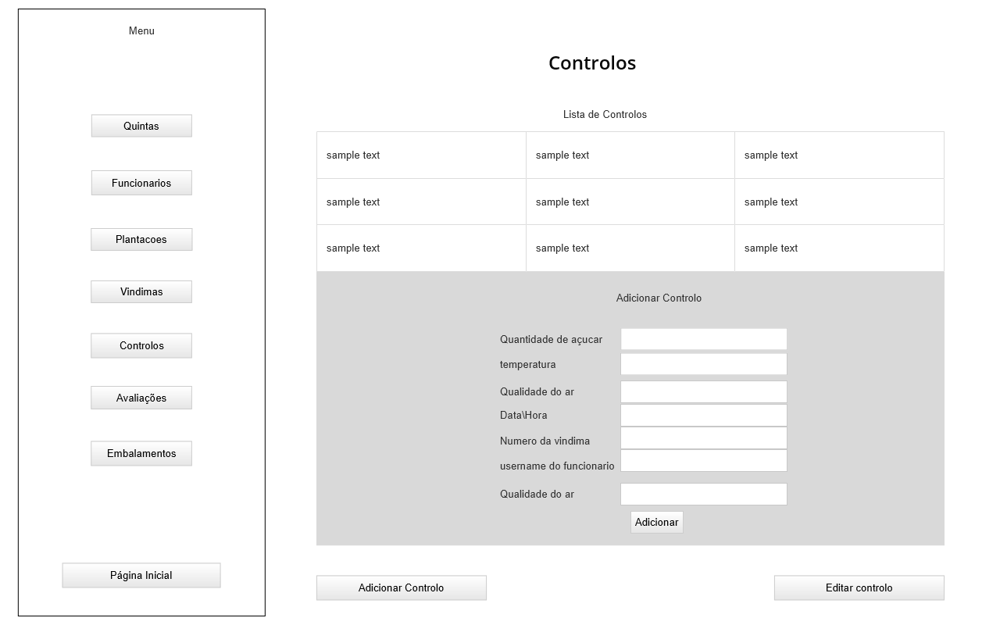 Menu
Quintas
Funcionarios
Plantacoes
Vindimas
Controlos
Avaliações
Embalamentos
Página Inicial
Controlos
Lista de Controlos
sample text sample text sample text
sample text sample text sample text
sample text sample text sample text
Adicionar Controlo
Quantidade de açucar
temperatura
Qualidade do ar
Data\Hora
Numero da vindima
username do funcionario
Qualidade do ar
Adicionar
Adicionar Controlo Editar controlo